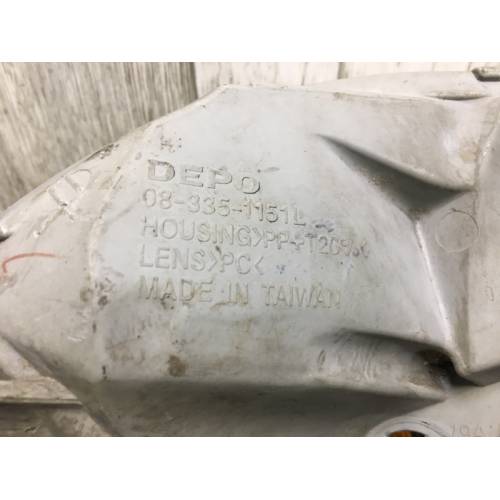 DEPO
08-335-1151L
HOUSING>PP+T20%<
LENS>PC<
MADE IN TAIWAN